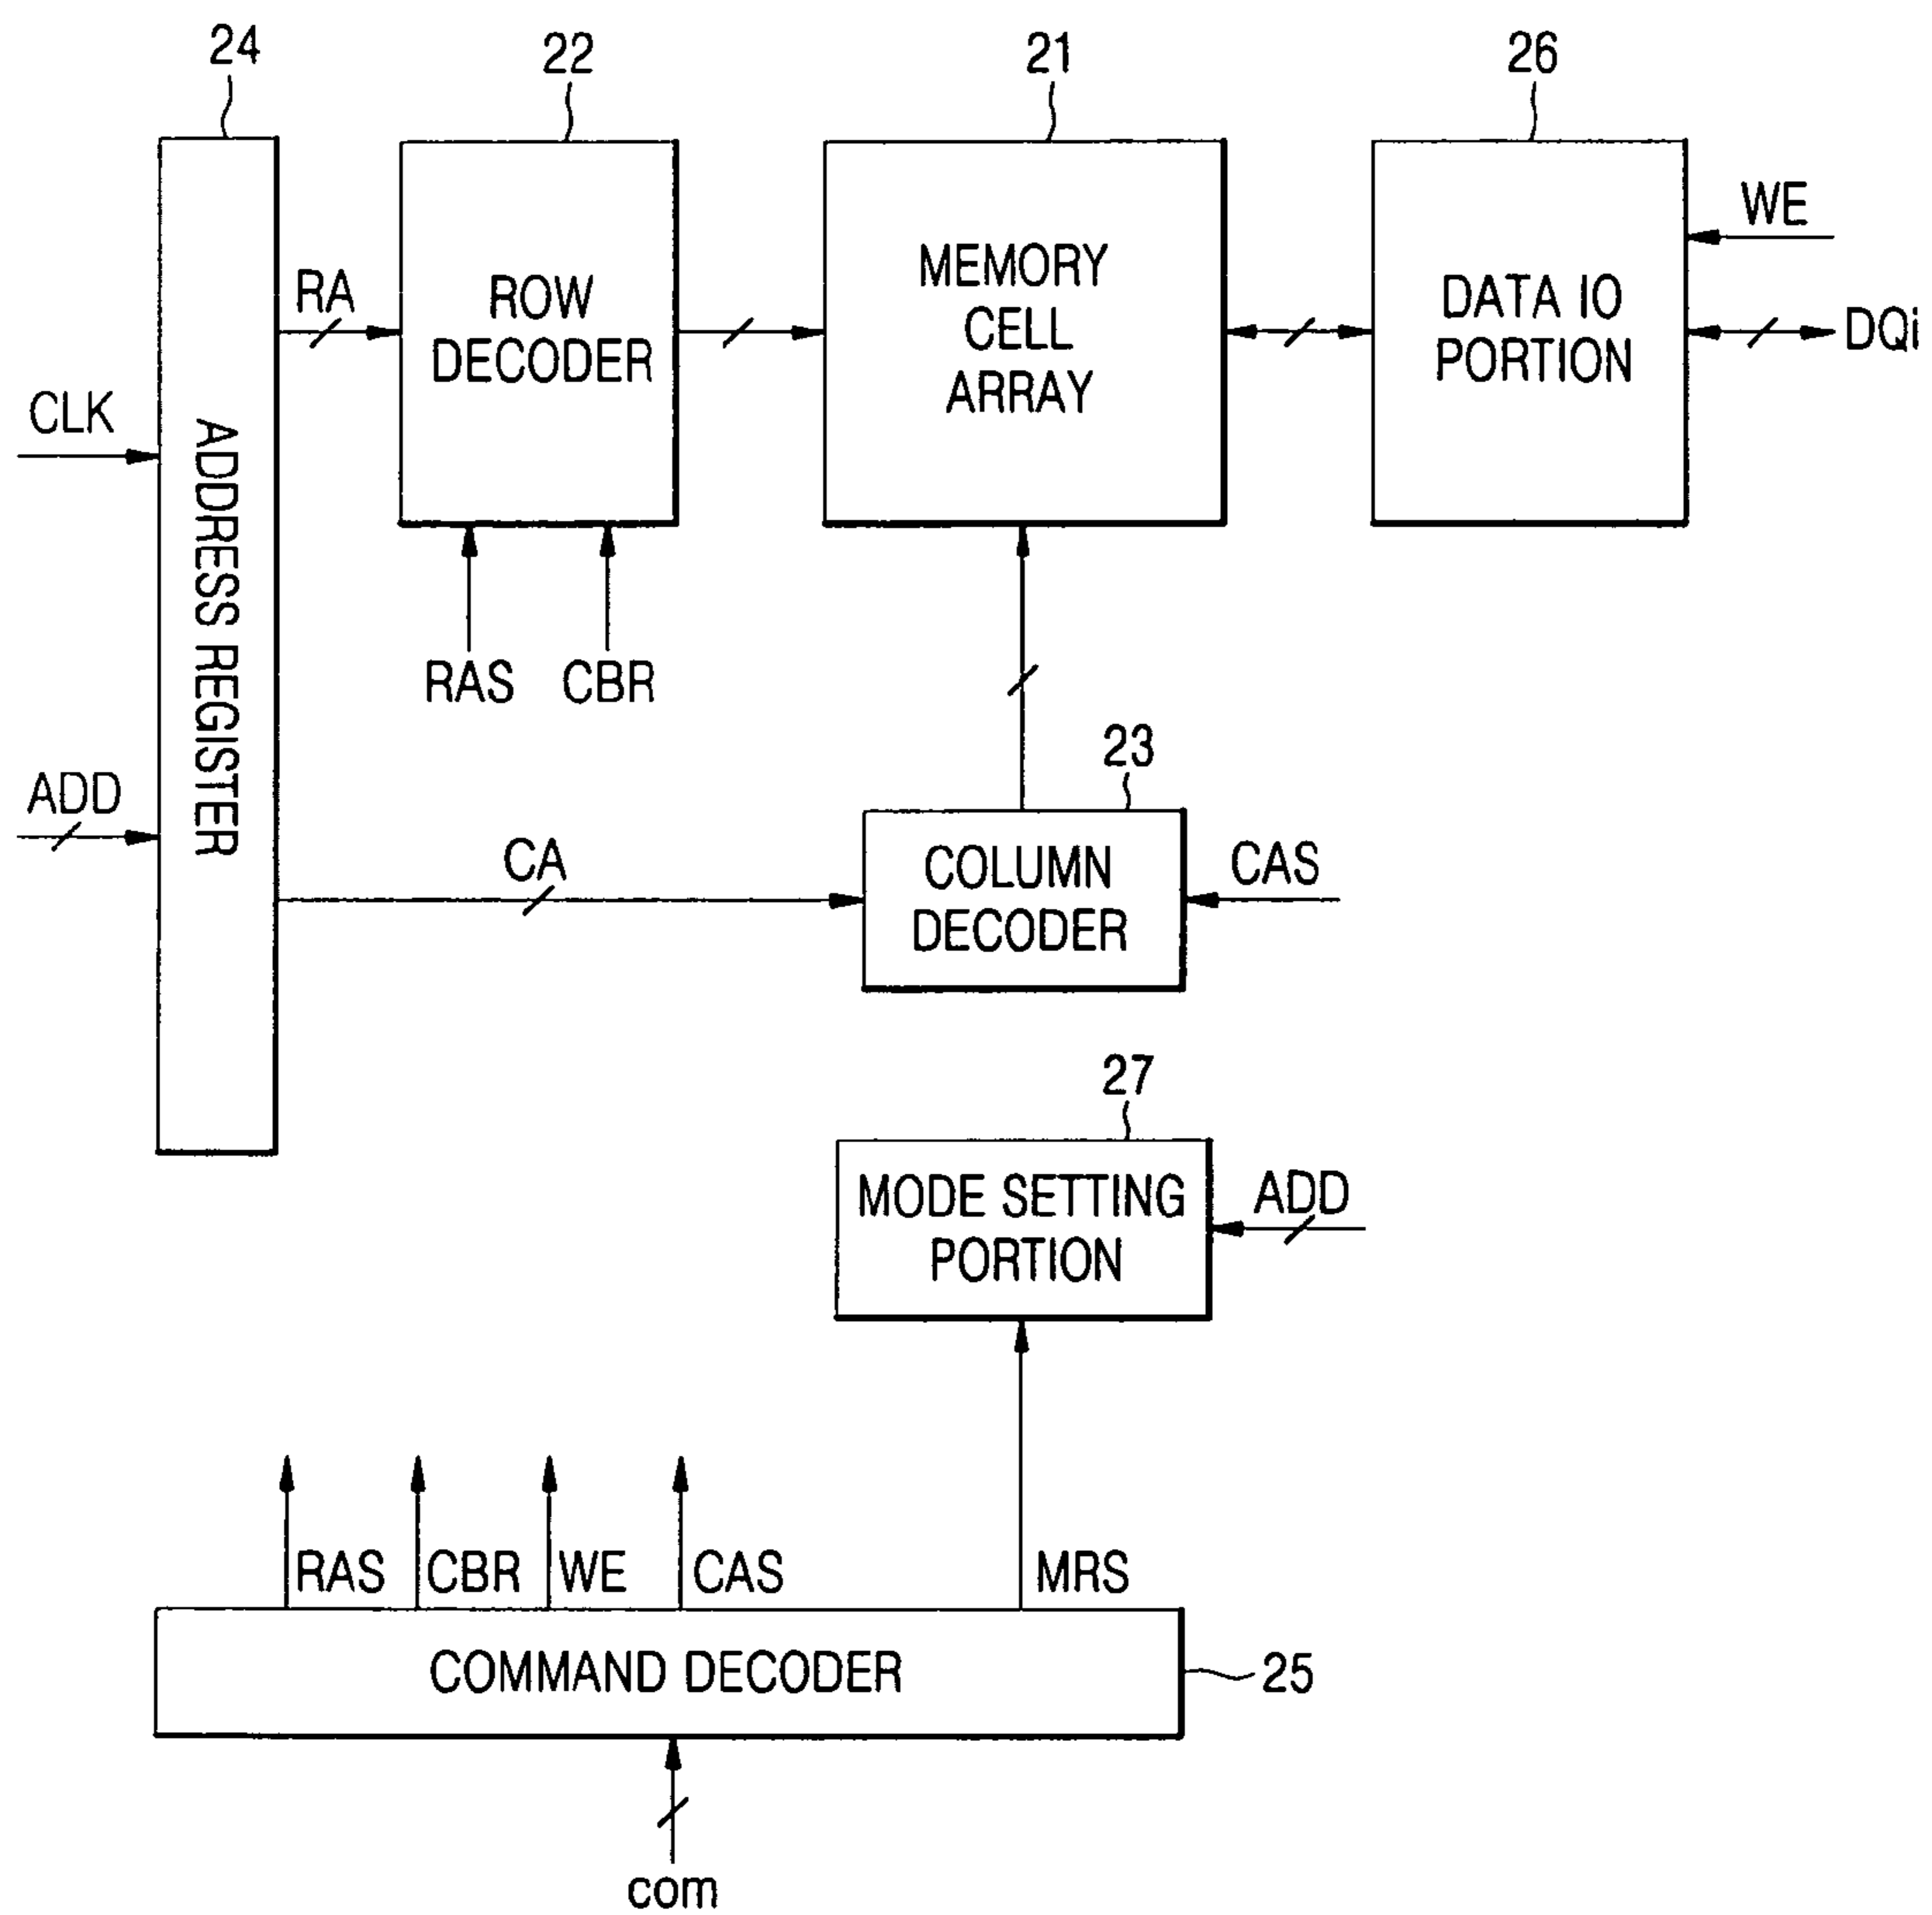 24
22
21
26
WE
RA
ROW
DECODER
MEMORY
CELL
ARRAY
DATA IO
PORTION
DQi
CLK
ADDRESS REGISTER
RAS
CBR
23
ADD
CA
COLUMN
DECODER
CAS
27
MODE SETTING
PORTION
ADD
RAS
CBR
WE
CAS
MRS
COMMAND DECODER
25
com